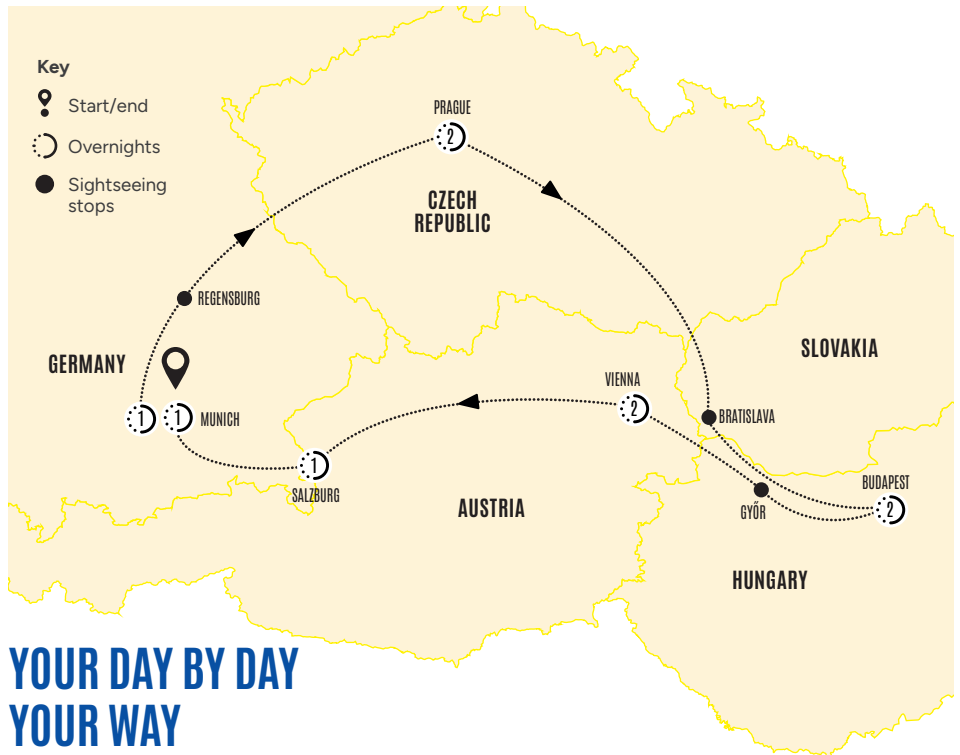 Key
Start/end
Overnights
Sightseeing
stops
PRAGUE
2
CZECH
REPUBLIC
REGENSBURG
GERMANY
SLOVAKIA
1
1
MUNICH
VIENNA
2
BRATISLAVA
1
SALZBURG
AUSTRIA
BUDAPEST
2
GYŐR
HUNGARY
YOUR DAY BY DAY
YOUR WAY